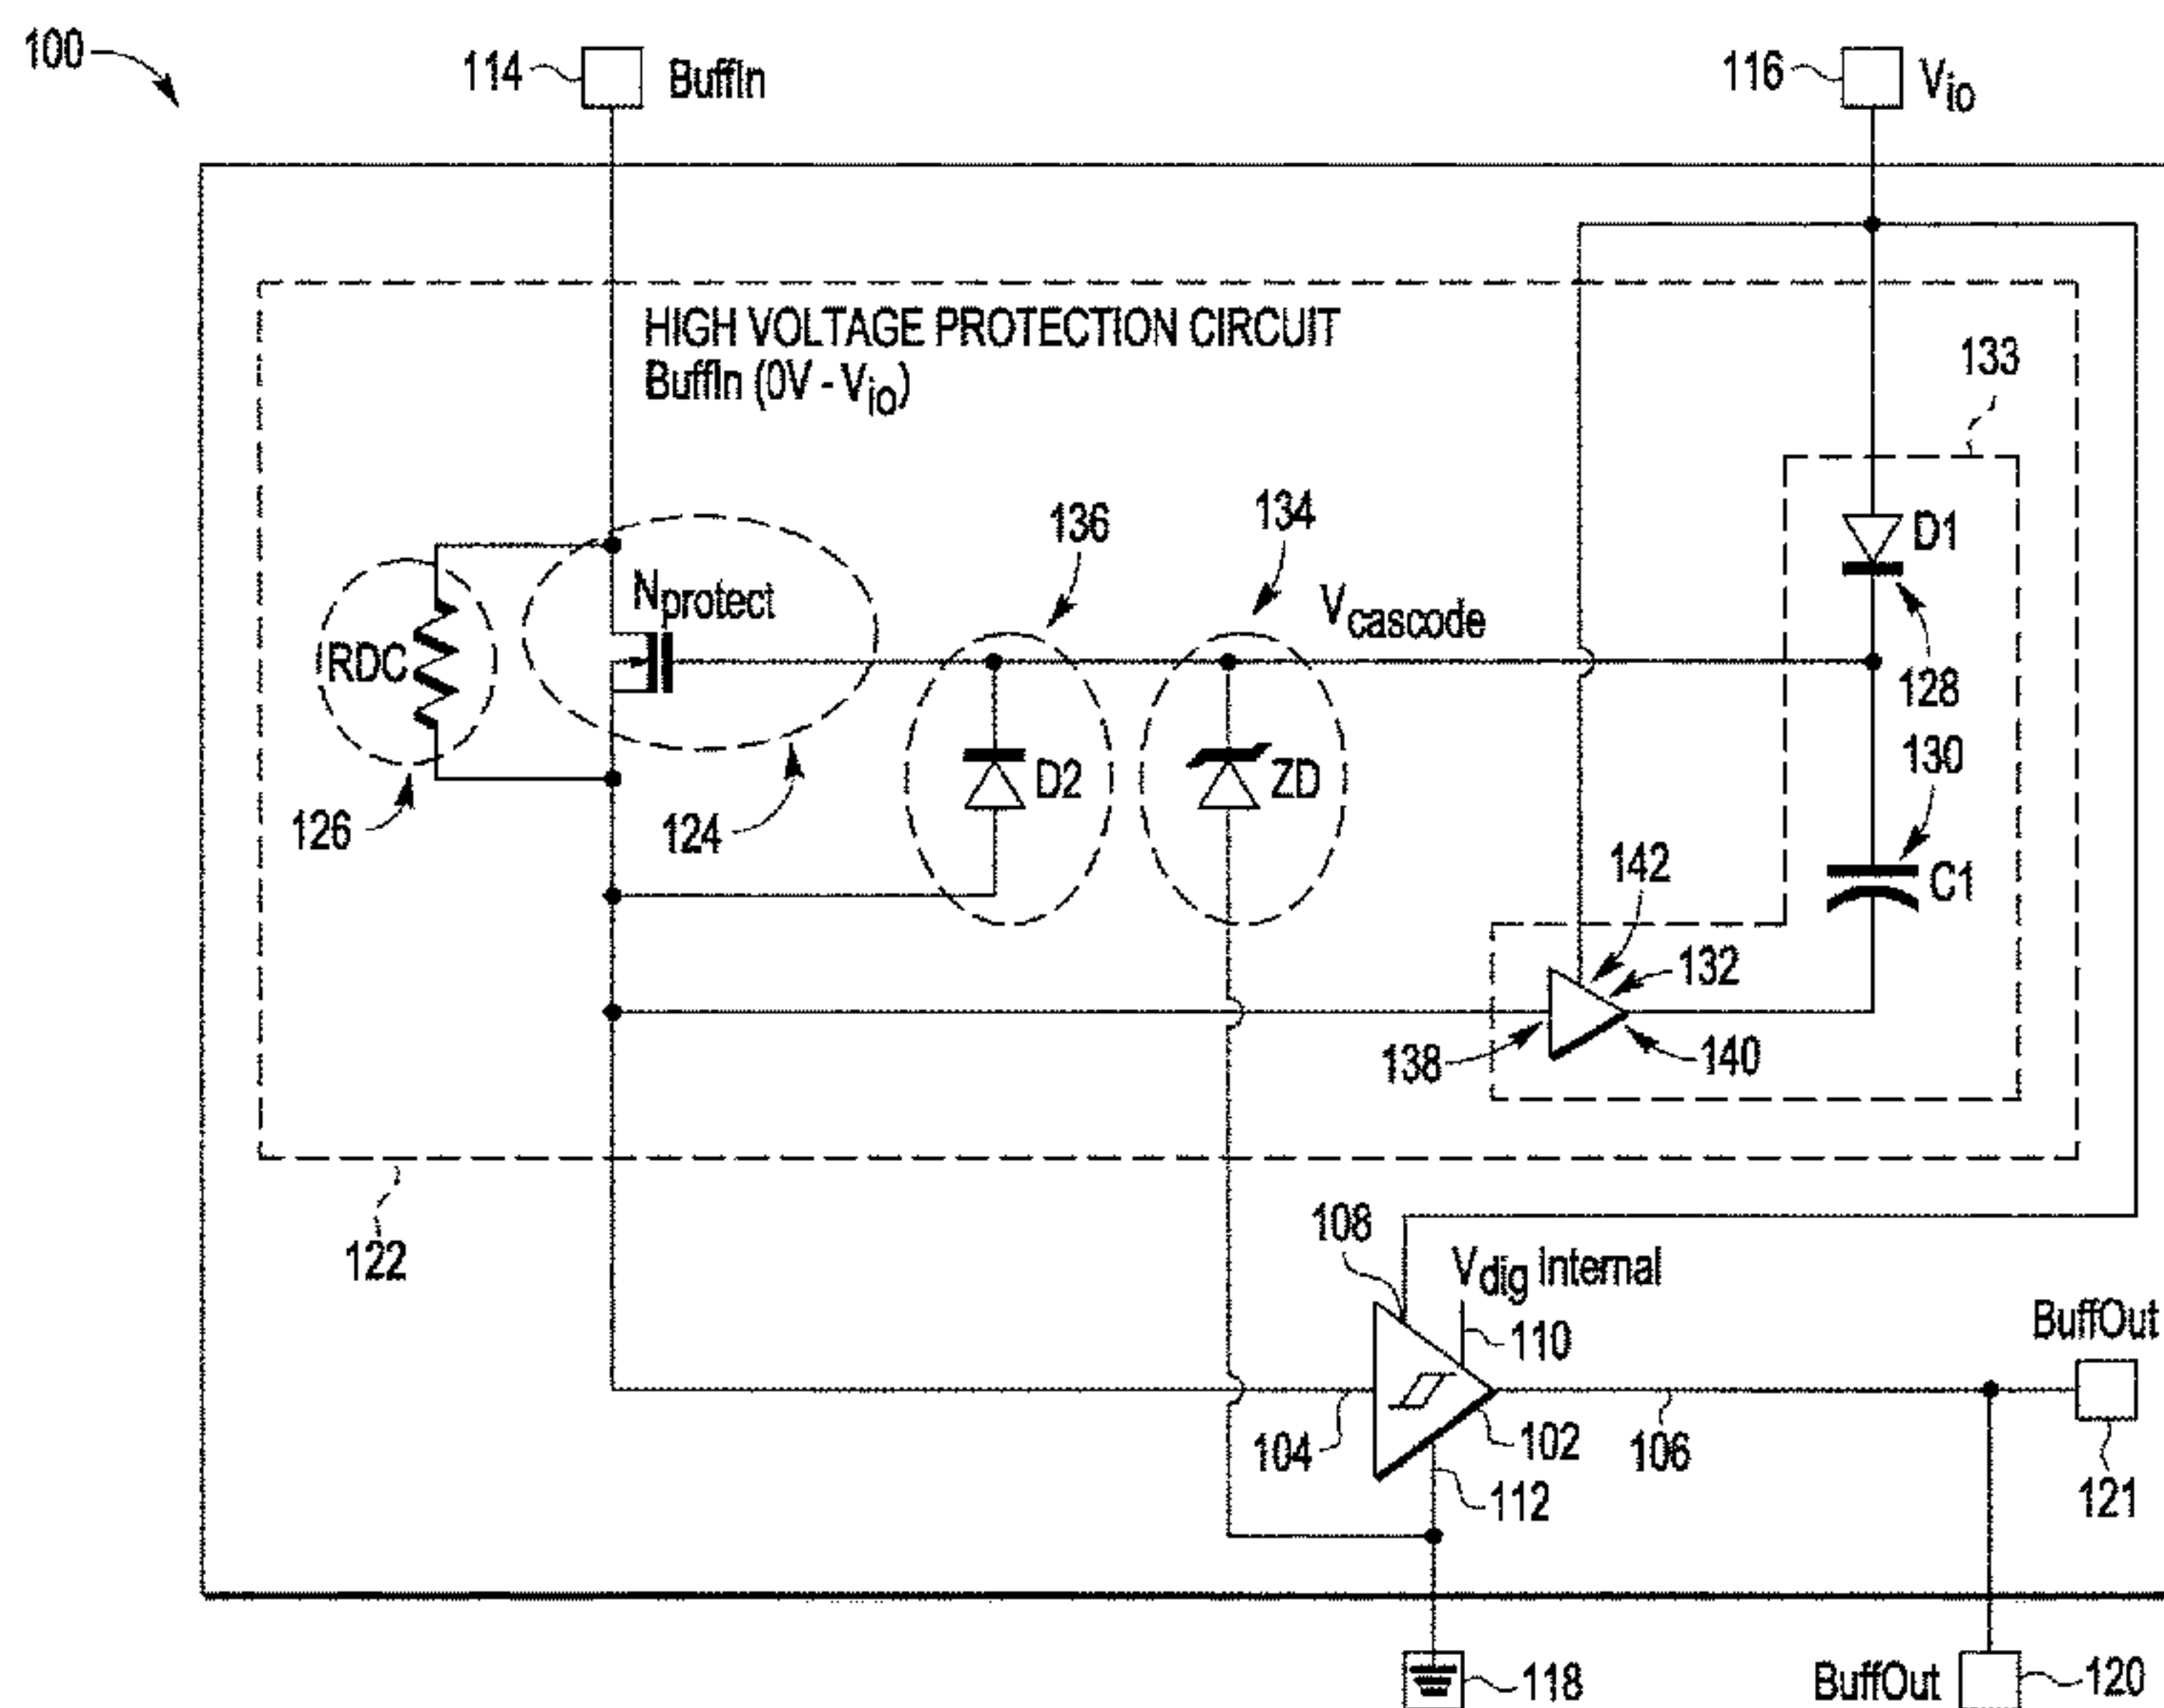 100
114
BuffIn
116
Vio
HIGH VOLTAGE PROTECTION CIRCUIT
BuffIn (0V - Vio)
133
136
134
D1
Nprotect
Vcascode
RDC
128
130
D2
ZD
126
124
142
C1
132
138
140
108
122
Vdig Internal
110
BuffOut
104
102
106
112
121
118
BuffOut
120